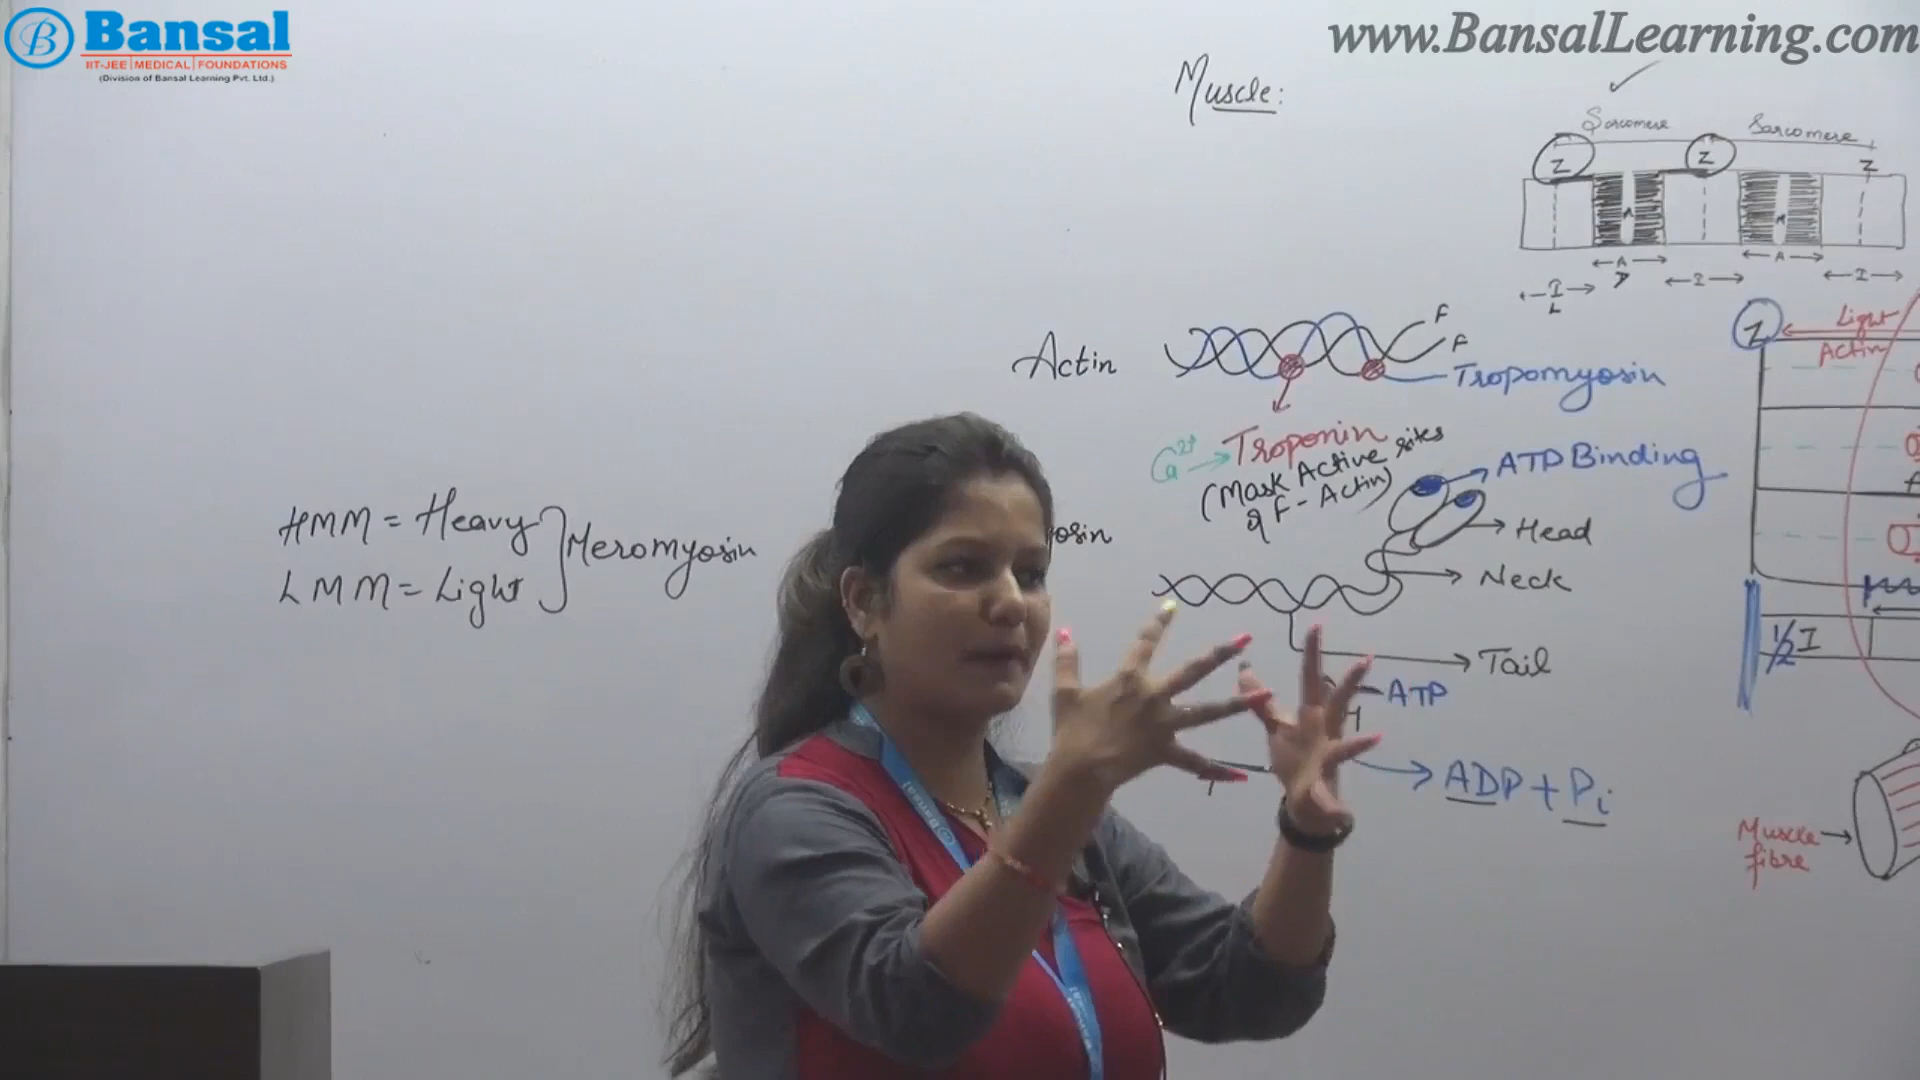 Bansal
IIT-JEE | MEDICAL | FOUNDATIONS
(Division of Bansal Learning Pvt. Ltd.)
www.BansalLearning.com
Muscle:
Sarcomere Sarcomere
Z Z Z
A A
I A I A I
L D
Actin
F
F
Tropomyosin
Ca2+ → Troponin
(Mask Active sites
of F-Actin)
ATP Binding
Head
Neck
Tail
ATP
ADP + Pi
HMM = Heavy
LMM = Light
Meromyosin
osin
Z
Light
Actin
1/2 I
Muscle
fibre